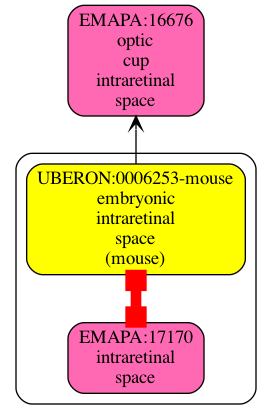 EMAPA:16676
optic
cup
intraretinal
space
UBERON:0006253-mouse
embryonic
intraretinal
space
(mouse)
EMAPA:17170
intraretinal
space